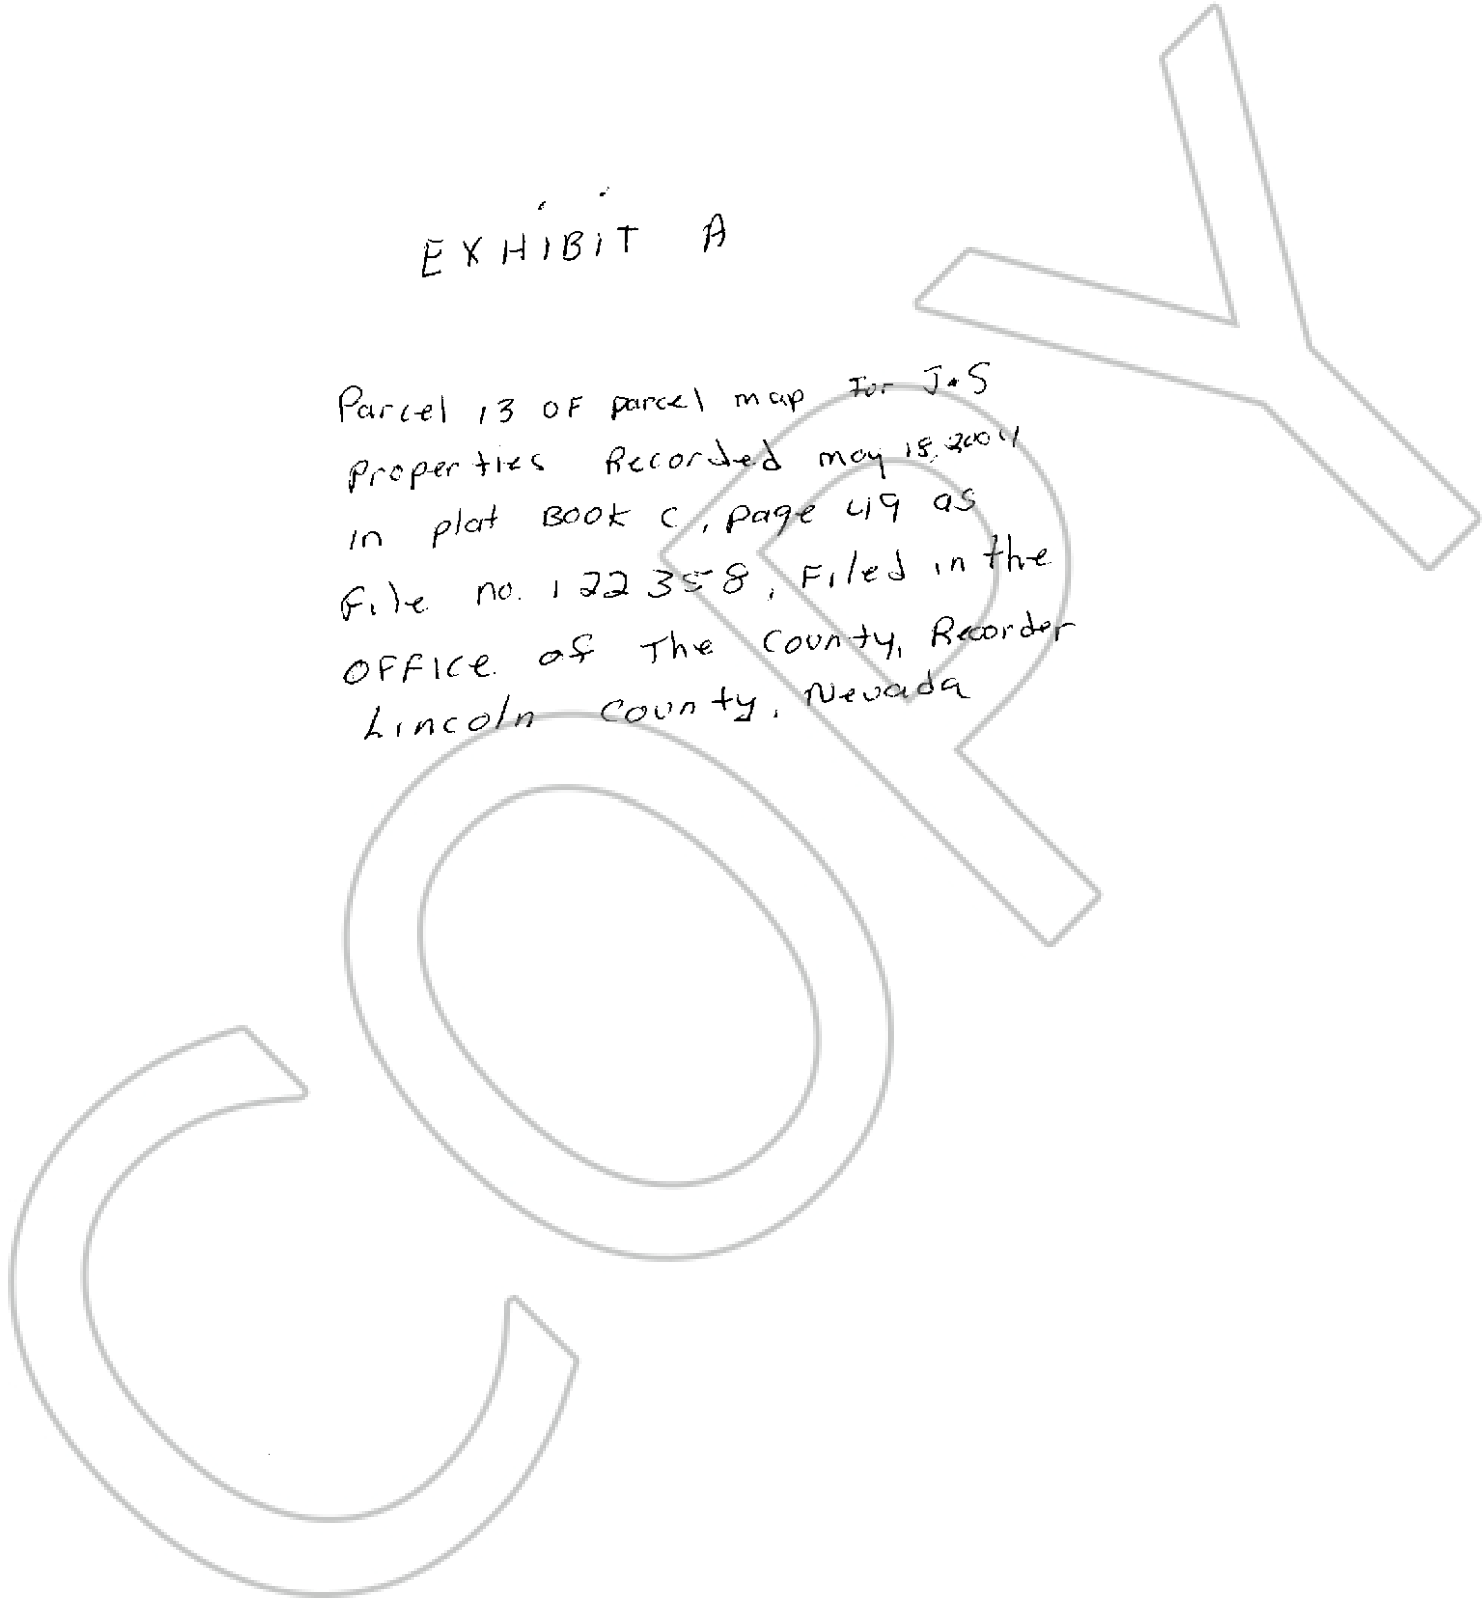 EXHIBIT A
Parcel 13 OF parcel map For J.S
properties Recorded may 18, 2004
in plat BOOK C, page 49 as
File no. 122358, Filed in the
OFFICE of The County, Recorder
Lincoln County, Nevada
COPY